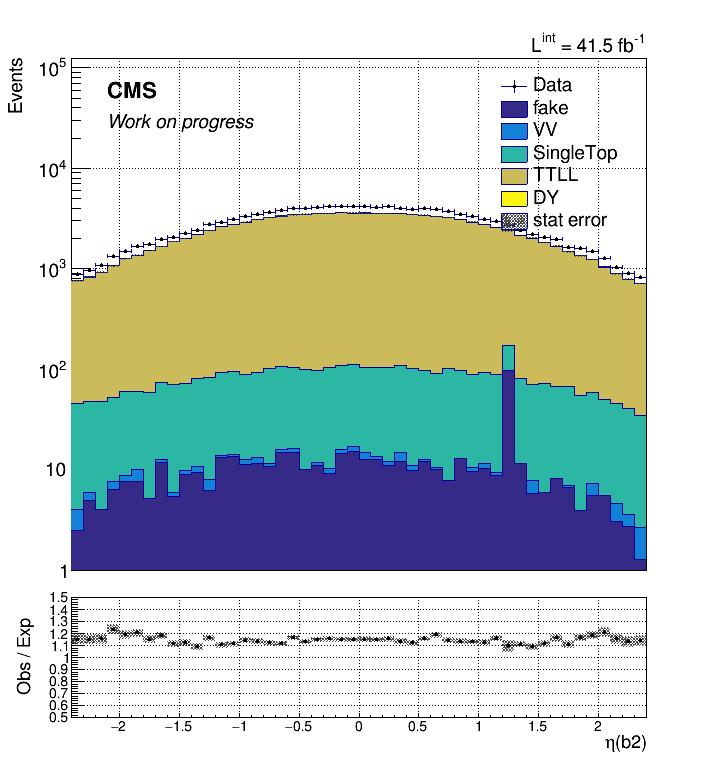 L^int = 41.5 fb^-1
Events
10^5
10^4
10^3
10^2
10
1
CMS
Work on progress
Data
fake
VV
SingleTop
TTLL
DY
stat error
Obs / Exp
1.5
1.4
1.3
1.2
1.1
1
0.9
0.8
0.7
0.6
0.5
−2 −1.5 −1 −0.5 0 0.5 1 1.5 2
η(b2)